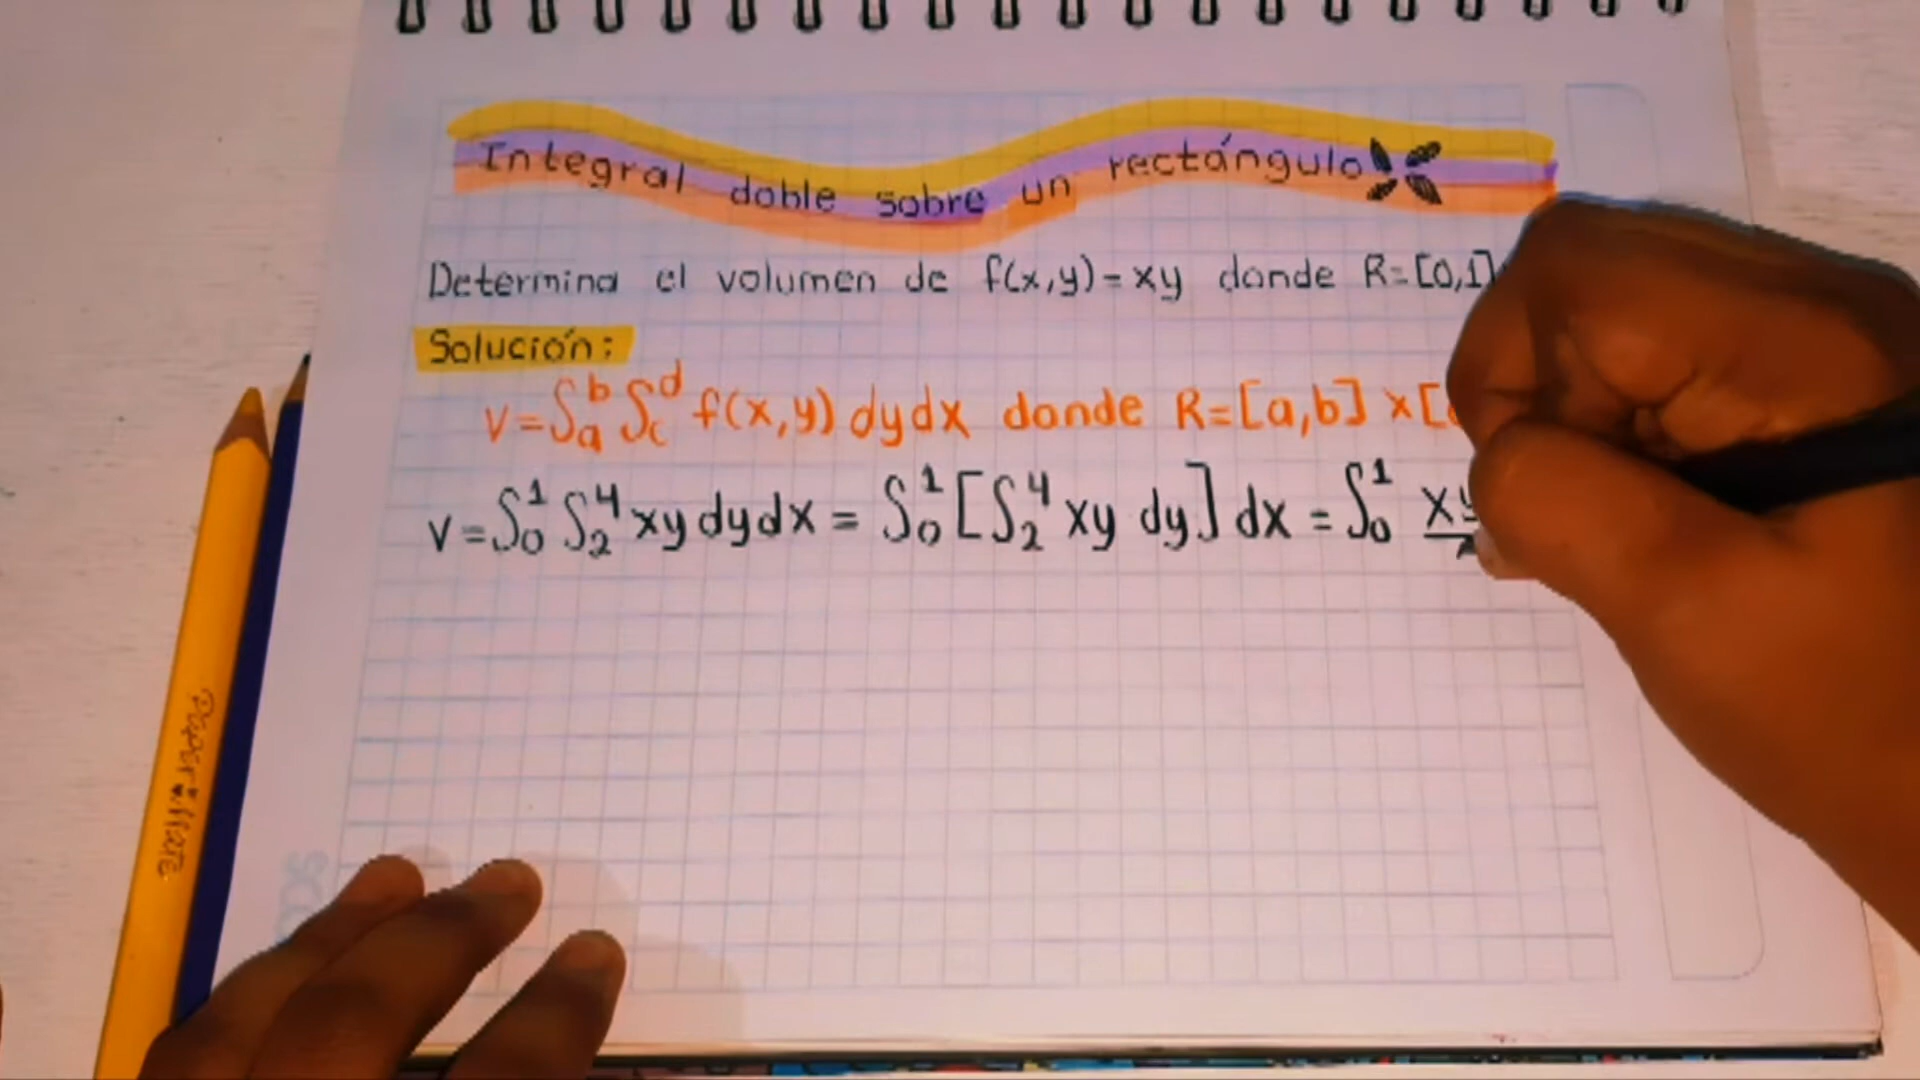 Integral doble sobre un rectángulo
Determina el volumen de f(x,y)=xy donde R=[0,1]
Solución:
V=∫ₐᵇ∫꜀ᵈ f(x,y) dydx donde R=[a,b]×[
V=∫₀¹∫₂⁴ xy dydx = ∫₀¹[∫₂⁴ xy dy]dx = ∫₀¹ xy